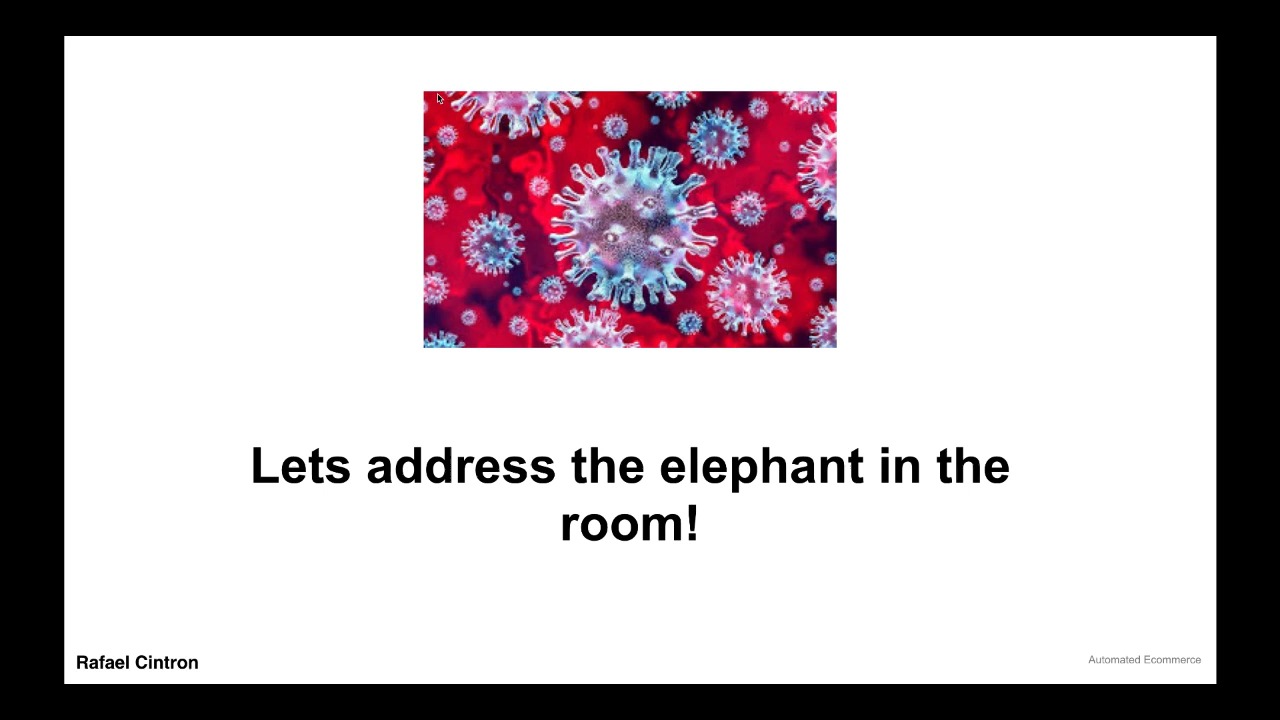 Lets address the elephant in the
room!
Rafael Cintron
Automated Ecommerce